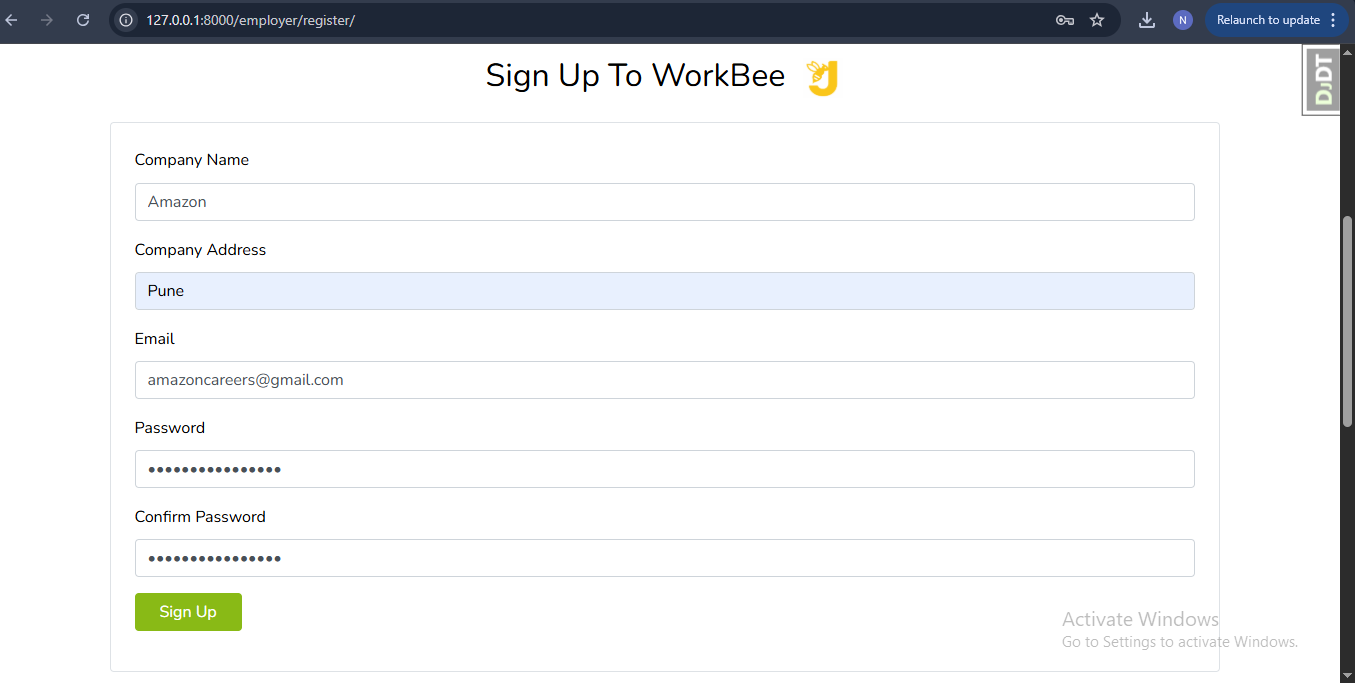 127.0.0.1:8000/employer/register/
N
Relaunch to update
Sign Up To WorkBee
DJDT
Company Name
Amazon
Company Address
Pune
Email
amazoncareers@gmail.com
Password
••••••••••••••••
Confirm Password
••••••••••••••••
Sign Up
Activate Windows
Go to Settings to activate Windows.